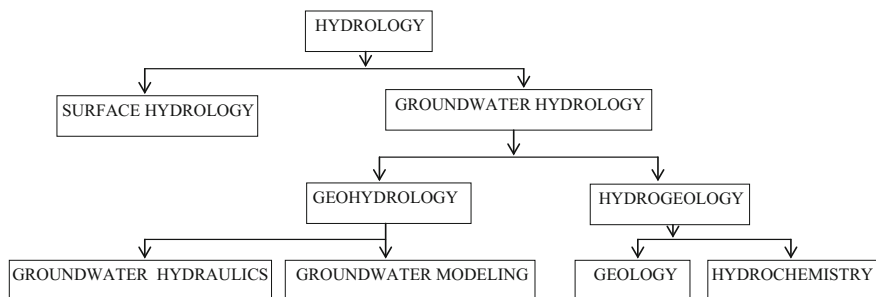 HYDROLOGY
SURFACE HYDROLOGY
GROUNDWATER HYDROLOGY
GEOHYDROLOGY
HYDROGEOLOGY
GROUNDWATER HYDRAULICS
GROUNDWATER MODELING
GEOLOGY
HYDROCHEMISTRY